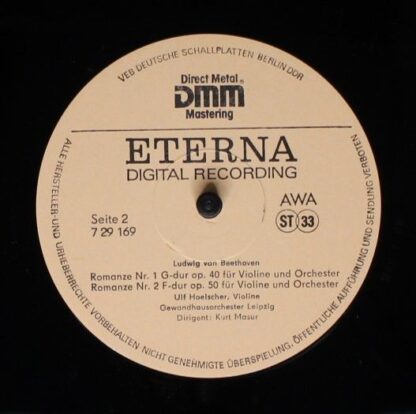 VEB DEUTSCHE SCHALLPLATTEN BERLIN DDR
Direct Metal
DMM
Mastering
ETERNA
DIGITAL RECORDING
AWA
Seite 2
ST 33
7 29 169
Ludwig van Beethoven
Romanze Nr. 1 G-dur op. 40 für Violine und Orchester
Romanze Nr. 2 F-dur op. 50 für Violine und Orchester
Ulf Hoelscher, Violine
Gewandhausorchester Leipzig
Dirigent: Kurt Masur
ALLE HERSTELLER- UND URHEBERRECHTE VORBEHALTEN NICHT GENEHMIGTE ÜBERSPIELUNG, ÖFFENTLICHE AUFFÜHRUNG UND SENDUNG VERBOTEN